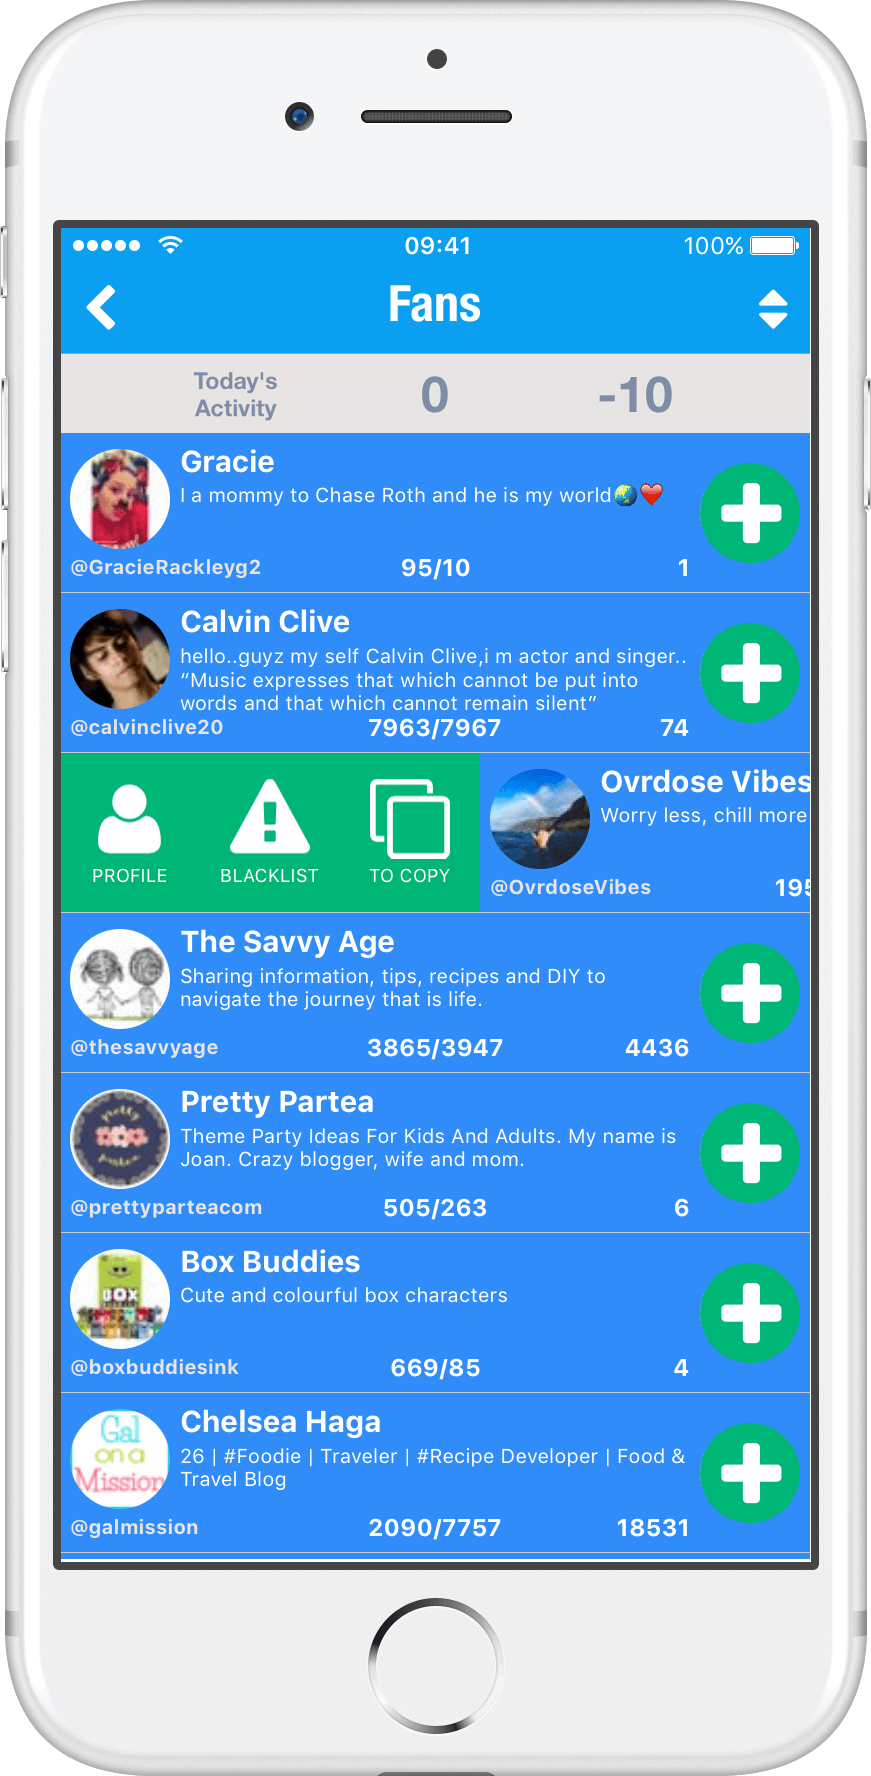 09:41
100%
Fans
Today's
Activity
0
-10
Gracie
I a mommy to Chase Roth and he is my world🌏❤️
@GracieRackleyg2 95/10 1
Calvin Clive
hello..guyz my self Calvin Clive,i m actor and singer..
“Music expresses that which cannot be put into
words and that which cannot remain silent”
@calvinclive20 7963/7967 74
PROFILE
BLACKLIST
TO COPY
Ovrdose Vibes
Worry less, chill more
@OvrdoseVibes 195
The Savvy Age
Sharing information, tips, recipes and DIY to
navigate the journey that is life.
@thesavvyage 3865/3947 4436
Pretty Partea
Theme Party Ideas For Kids And Adults. My name is
Joan. Crazy blogger, wife and mom.
@prettyparteacom 505/263 6
BOX
Box Buddies
Cute and colourful box characters
@boxbuddiesink 669/85 4
Gal
on a
Mission
Chelsea Haga
26 | #Foodie | Traveler | #Recipe Developer | Food &
Travel Blog
@galmission 2090/7757 18531